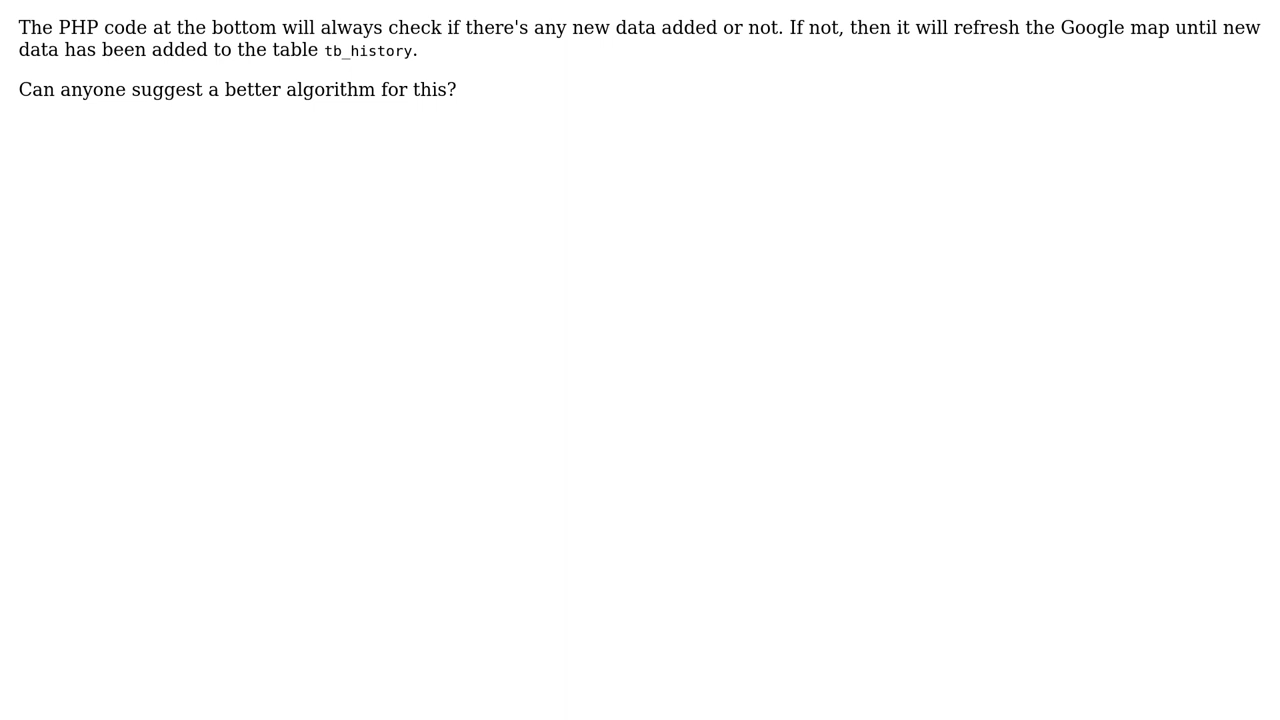 The PHP code at the bottom will always check if there's any new data added or not. If not, then it will refresh the Google map until new
data has been added to the table tb_history.
Can anyone suggest a better algorithm for this?